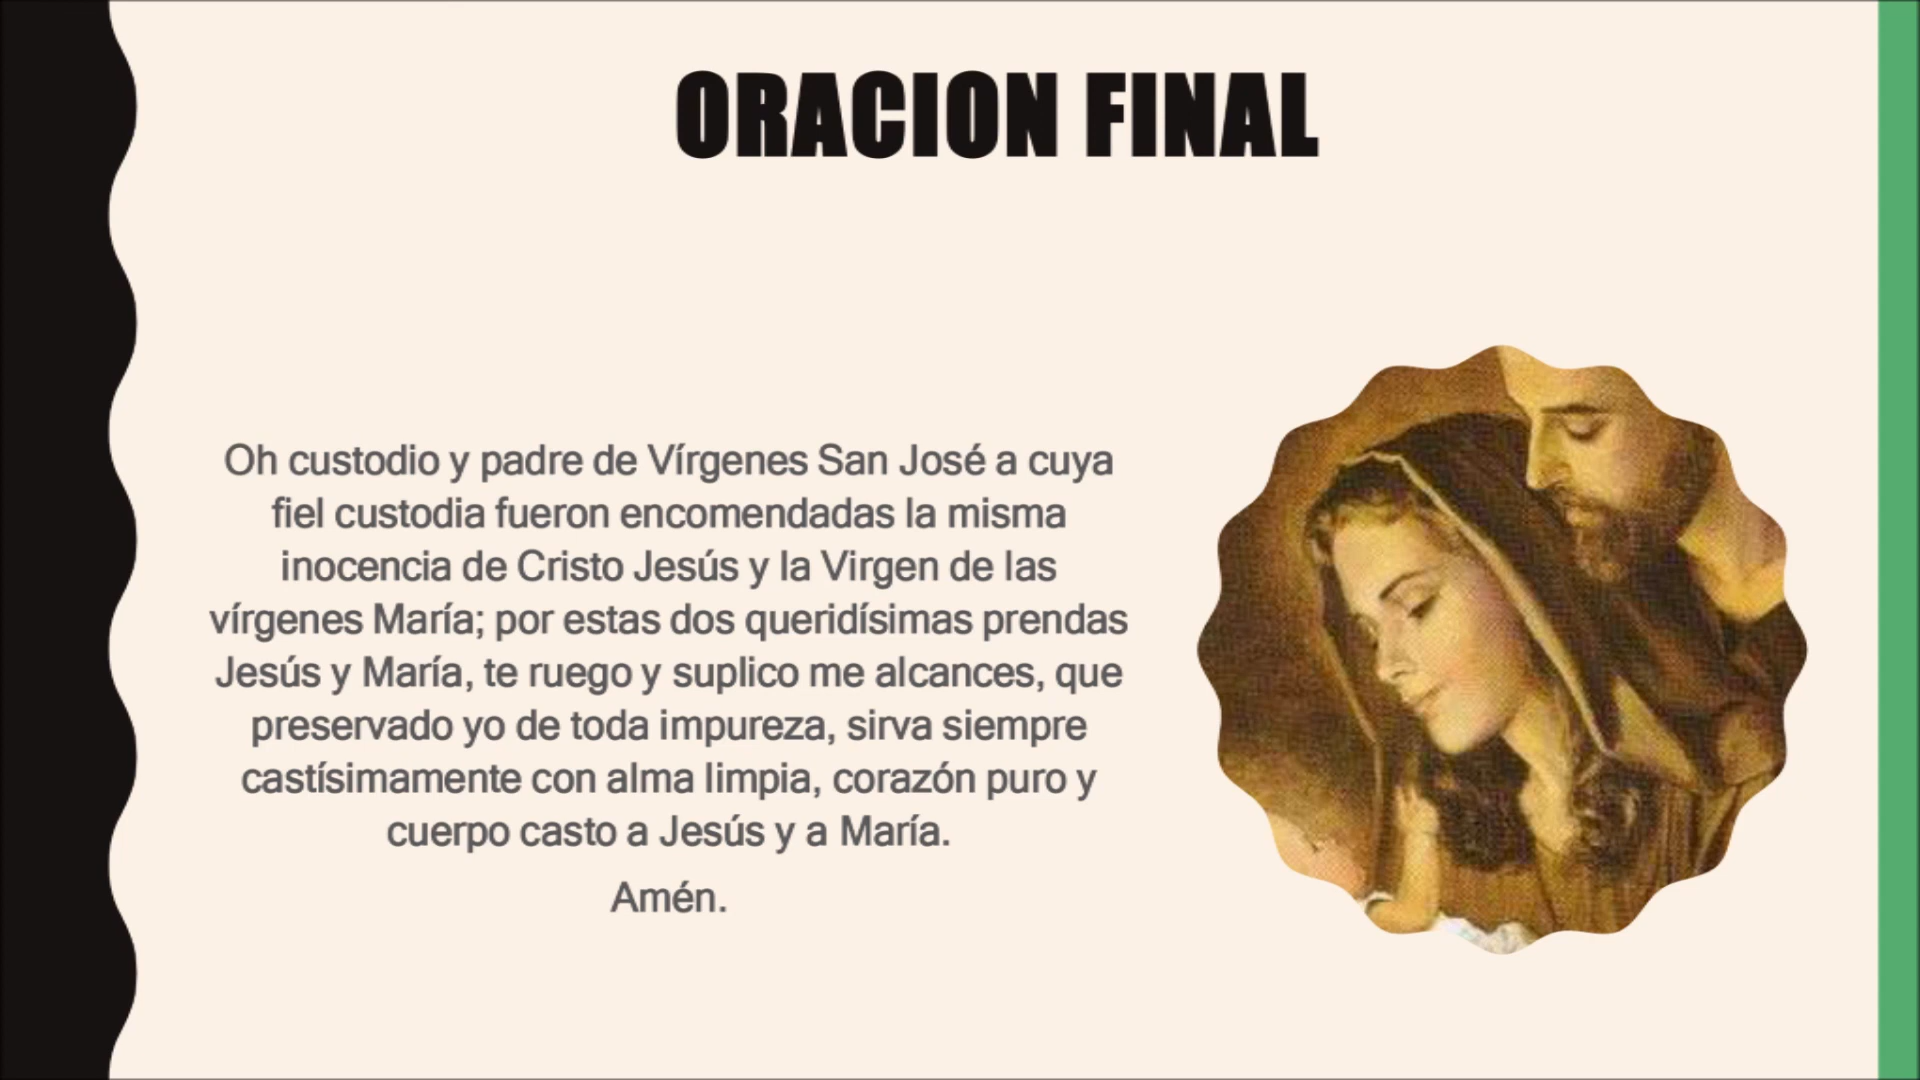 ORACION FINAL
Oh custodio y padre de Vírgenes San José a cuya
fiel custodia fueron encomendadas la misma
inocencia de Cristo Jesús y la Virgen de las
vírgenes María; por estas dos queridísimas prendas
Jesús y María, te ruego y suplico me alcances, que
preservado yo de toda impureza, sirva siempre
castísimamente con alma limpia, corazón puro y
cuerpo casto a Jesús y a María.
Amén.